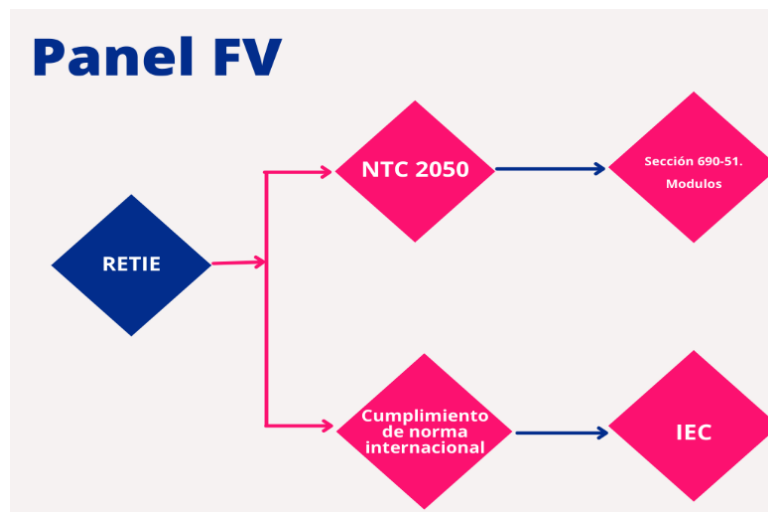 Panel FV
NTC 2050
Sección 690-51.
Modulos
RETIE
Cumplimiento
de norma
internacional
IEC